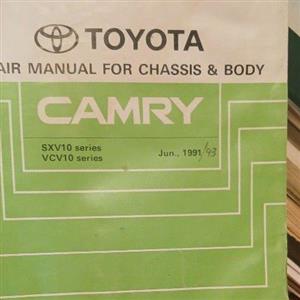 TOYOTA
AIR MANUAL FOR CHASSIS & BODY
CAMRY
SXV10 series
VCV10 series Jun., 1991/93